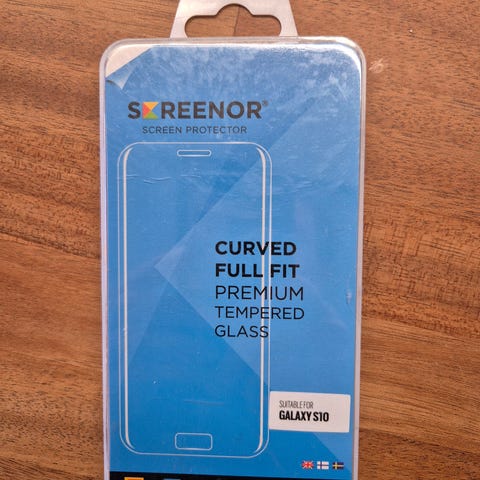 SCREENOR®
SCREEN PROTECTOR
CURVED
FULL FIT
PREMIUM
TEMPERED
GLASS
SUITABLE FOR
GALAXY S10